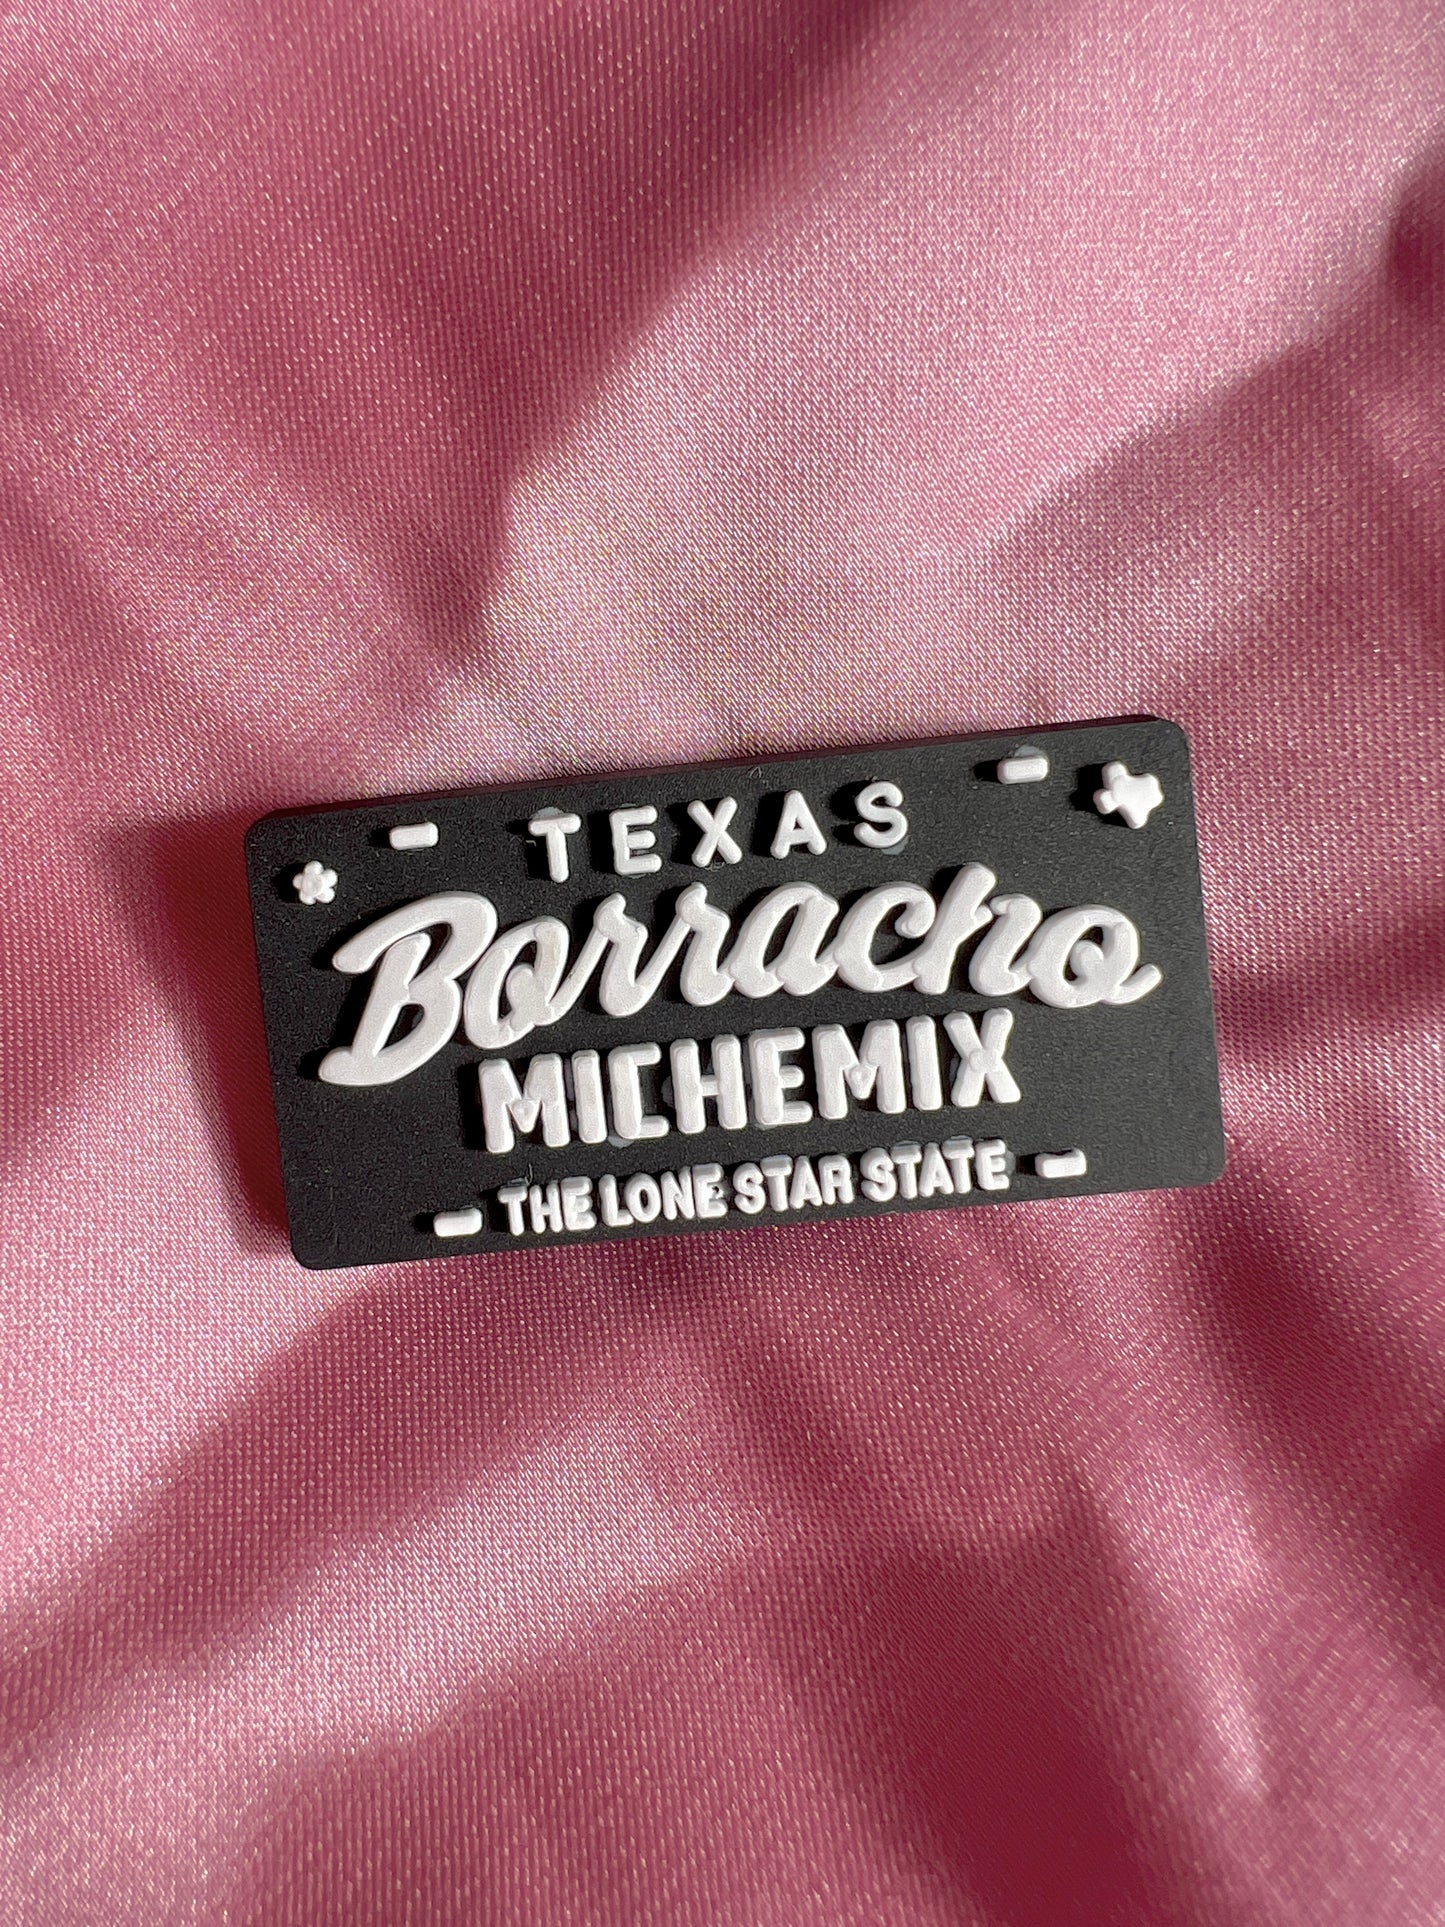 TEXAS
Borracho
MICHEMIX
THE LONE STAR STATE